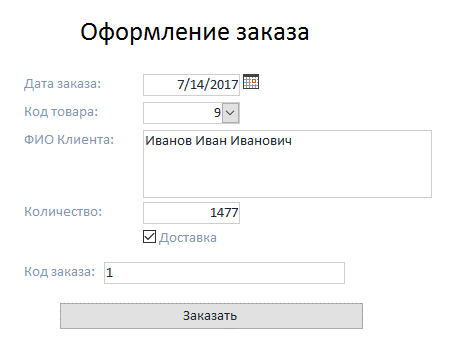 Оформление заказа
Дата заказа: 7/14/2017
Код товара: 9
ФИО Клиента: Иванов Иван Иванович
Количество: 1477
Доставка
Код заказа: 1
Заказать